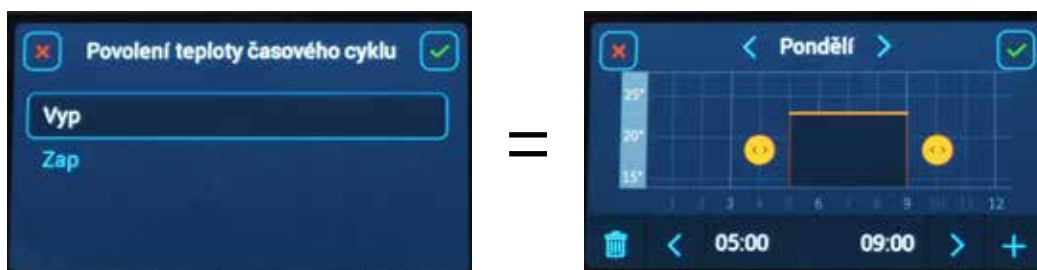 Povolení teploty časového cyklu
Vyp
Zap
=
Pondělí
25°
20°
15°
3 6 9 12
05:00 09:00